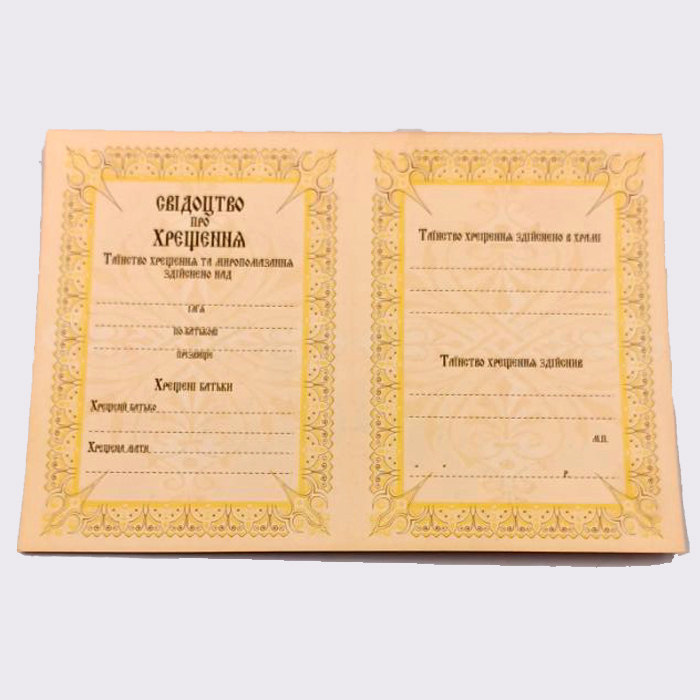 СВІДОЦТВО
ПРО
ХРЕЩЕННЯ
ТАЇНСТВО ХРЕЩЕННЯ ТА МИРОПОМАЗАННЯ
ЗДІЙСНЕНО НАД
ІМ'Я
ПО БАТЬКОВІ
ПРІЗВИЩЕ
ХРЕЩЕНІ БАТЬКИ
ХРЕЩЕНИЙ БАТЬКО
ХРЕЩЕНА МАТИ
ТАЇНСТВО ХРЕЩЕННЯ ЗДІЙСНЕНО В ХРАМІ
ТАЇНСТВО ХРЕЩЕННЯ ЗДІЙСНИВ
М.П.
" " Р.